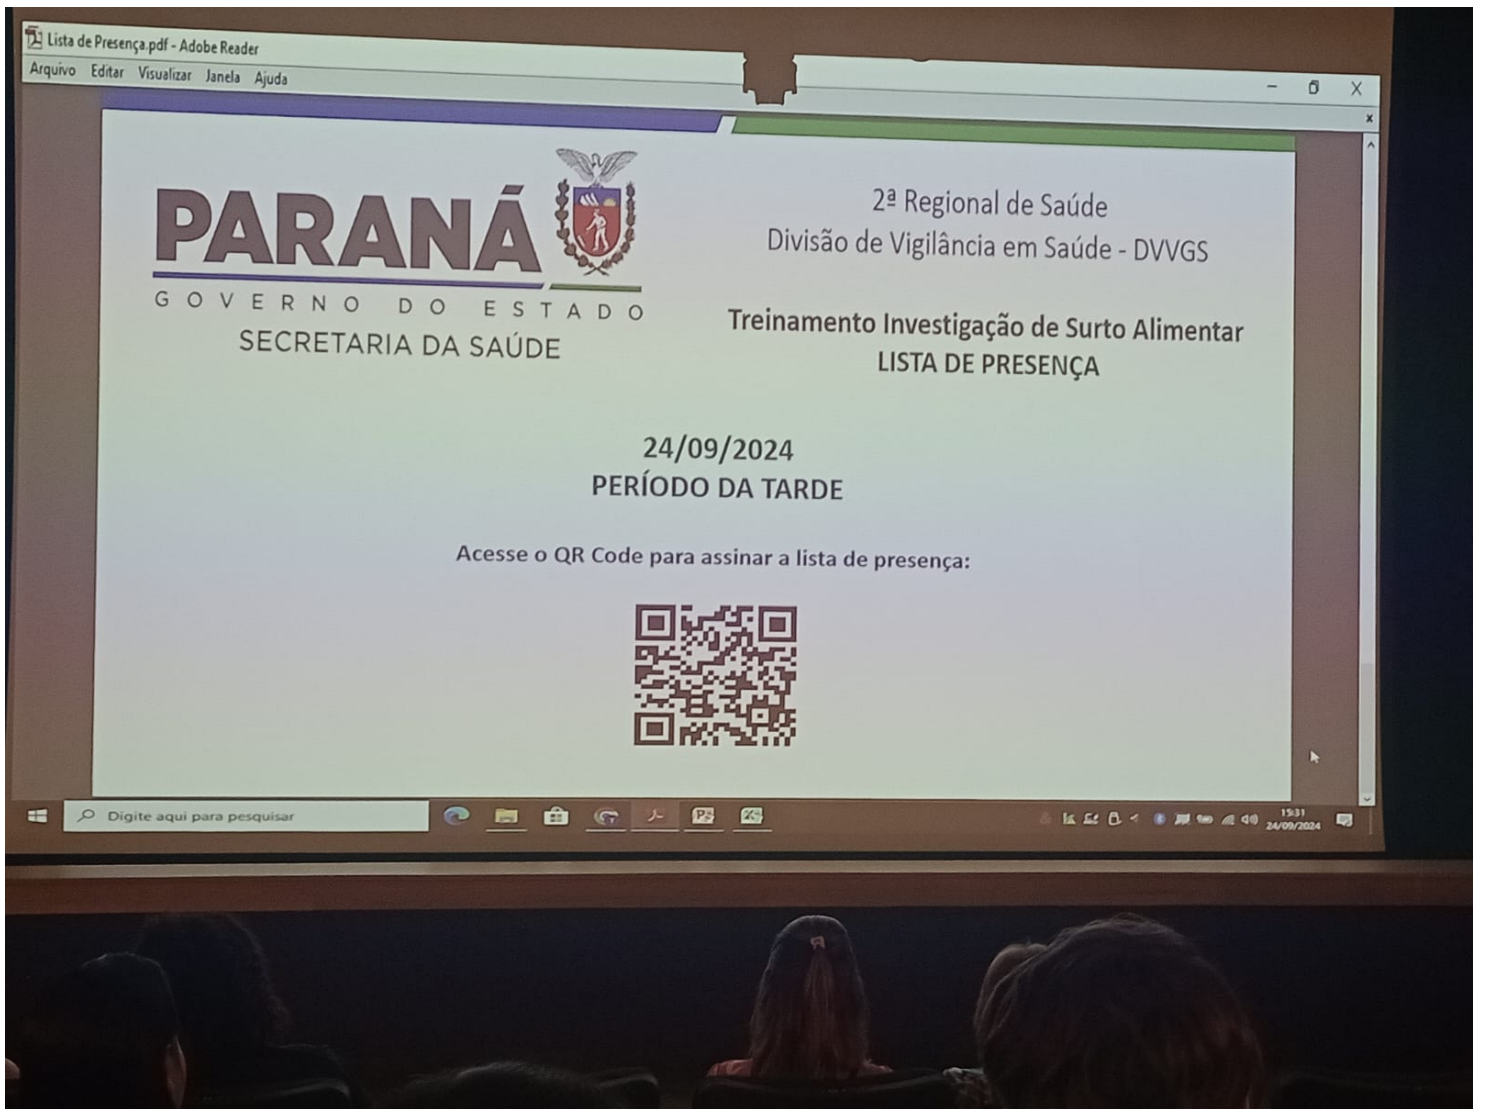 Lista de Presença.pdf - Adobe Reader
Arquivo Editar Visualizar Janela Ajuda
PARANÁ
GOVERNO DO ESTADO
SECRETARIA DA SAÚDE
2ª Regional de Saúde
Divisão de Vigilância em Saúde - DVVGS
Treinamento Investigação de Surto Alimentar
LISTA DE PRESENÇA
24/09/2024
PERÍODO DA TARDE
Acesse o QR Code para assinar a lista de presença:
Digite aqui para pesquisar
15:31
24/09/2024